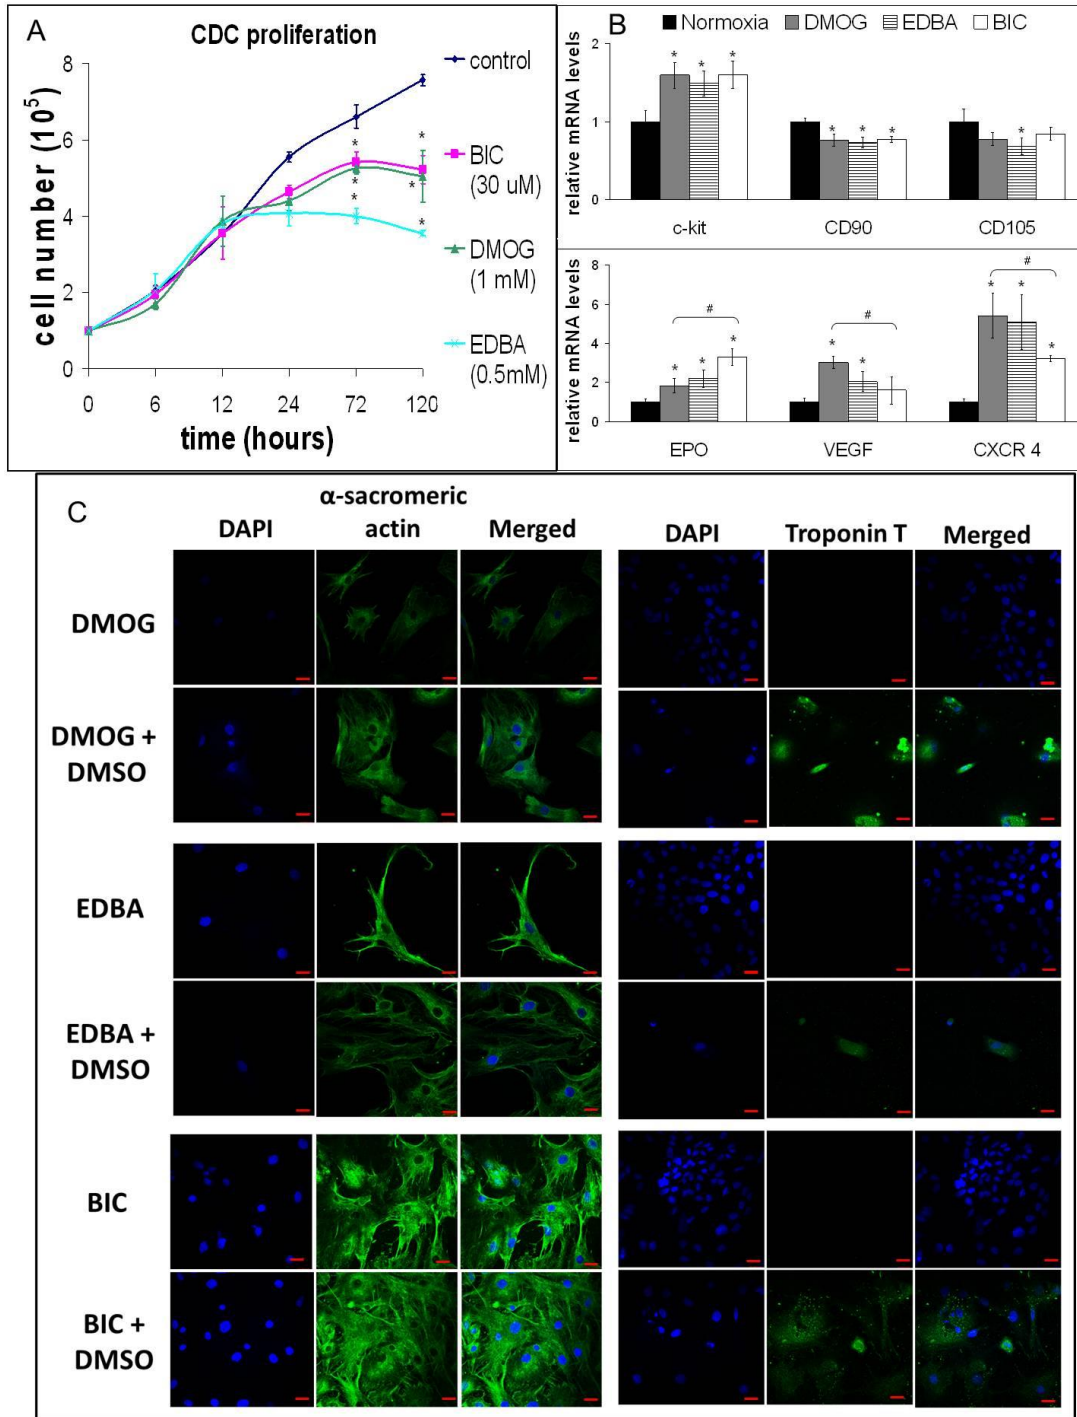 A
CDC proliferation
cell number (10⁵)
8
6
4
2
0
0 6 12 24 72 120
time (hours)
control
BIC
(30 uM)
DMOG
(1 mM)
EDBA
(0.5mM)
* * * * * *
B
Normoxia DMOG EDBA BIC
relative mRNA levels
2
1
0
* * * * * * *
c-kit CD90 CD105
relative mRNA levels
8
6
4
2
0
# # #
* * * * * * * *
EPO VEGF CXCR 4
C
α-sacromeric
DAPI actin Merged DAPI Troponin T Merged
DMOG
DMOG +
DMSO
EDBA
EDBA +
DMSO
BIC
BIC +
DMSO